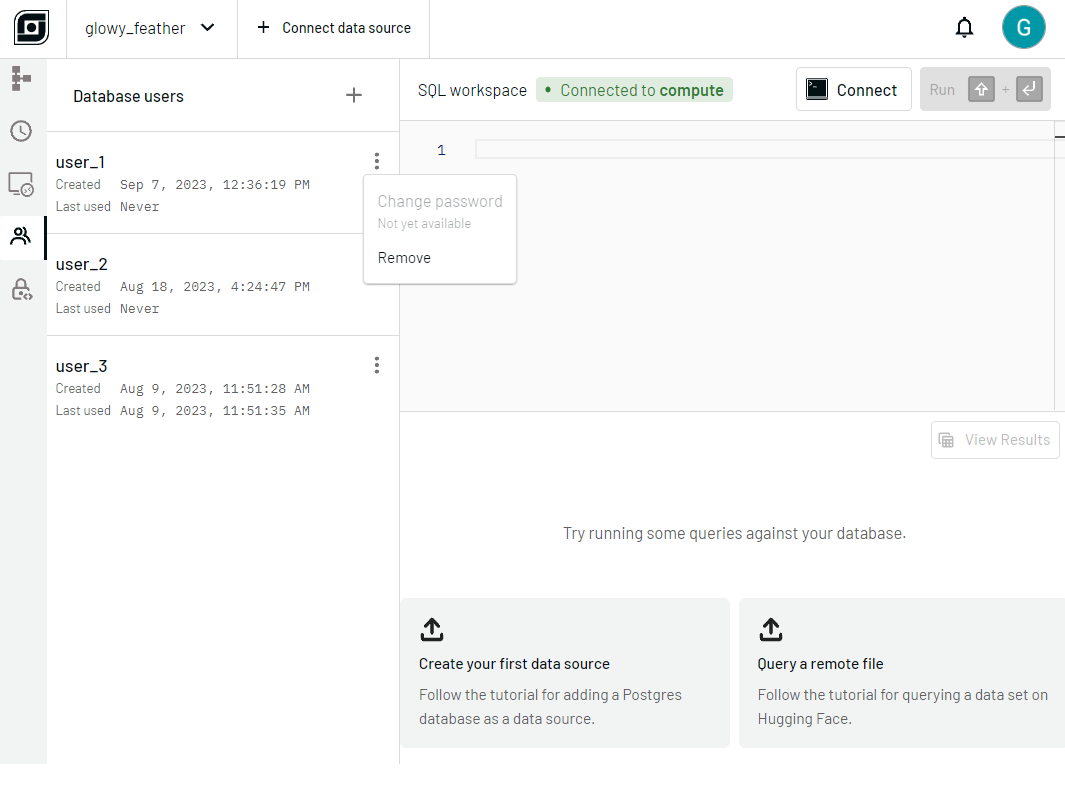 glowy_feather
+ Connect data source
G
Database users
SQL workspace
• Connected to compute
Connect
Run + 
user_1
Created Sep 7, 2023, 12:36:19 PM
Last used Never
Change password
Not yet available
Remove
user_2
Created Aug 18, 2023, 4:24:47 PM
Last used Never
user_3
Created Aug 9, 2023, 11:51:28 AM
Last used Aug 9, 2023, 11:51:35 AM
1
View Results
Try running some queries against your database.
Create your first data source
Follow the tutorial for adding a Postgres
database as a data source.
Query a remote file
Follow the tutorial for querying a data set on
Hugging Face.